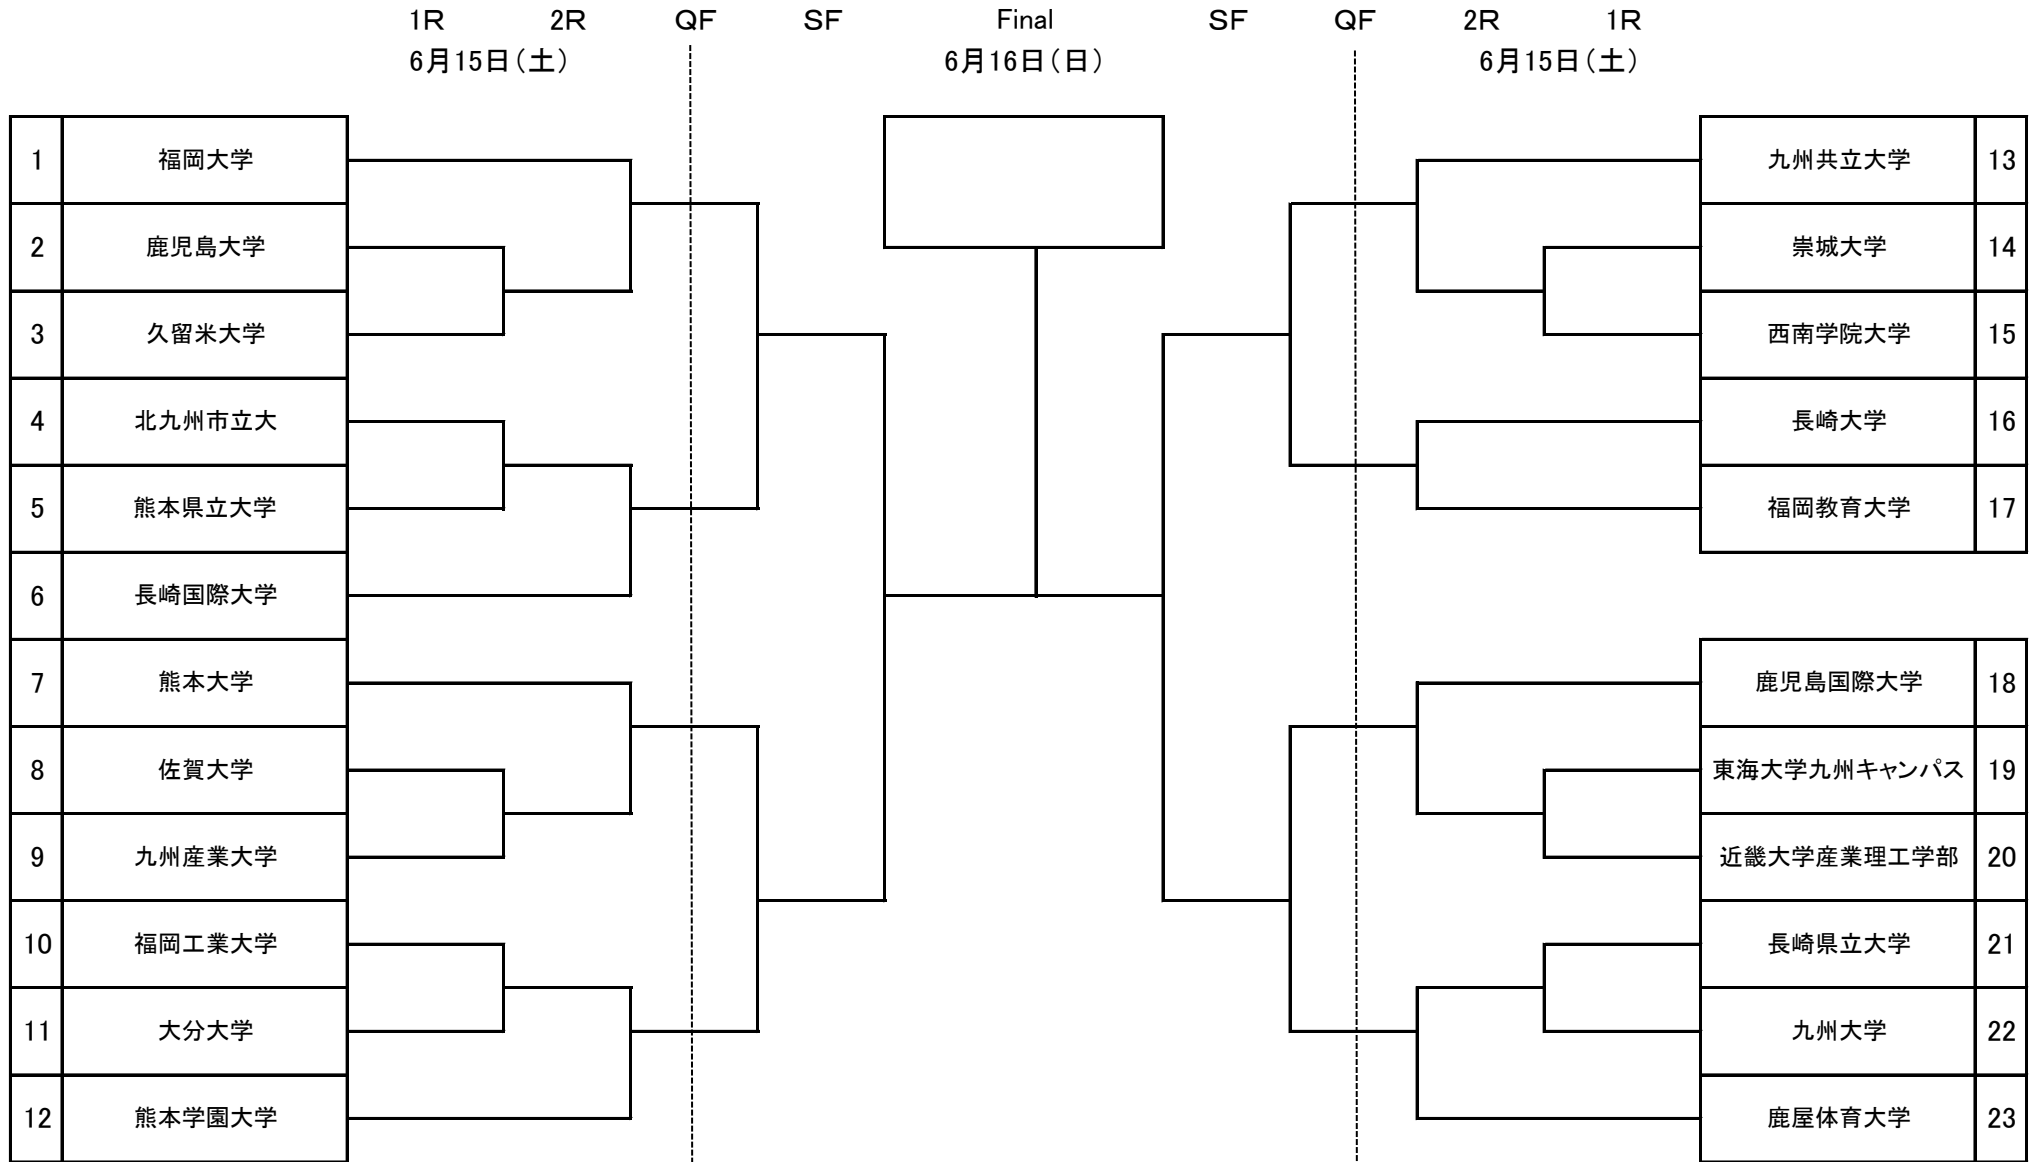 1R 2R QF SF Final SF QF 2R 1R
6月15日(土) 6月16日(日) 6月15日(土)
1 福岡大学 九州共立大学 13
2 鹿児島大学 崇城大学 14
3 久留米大学 西南学院大学 15
4 北九州市立大 長崎大学 16
5 熊本県立大学 福岡教育大学 17
6 長崎国際大学
7 熊本大学 鹿児島国際大学 18
8 佐賀大学 東海大学九州キャンパス 19
9 九州産業大学 近畿大学産業理工学部 20
10 福岡工業大学 長崎県立大学 21
11 大分大学 九州大学 22
12 熊本学園大学 鹿屋体育大学 23